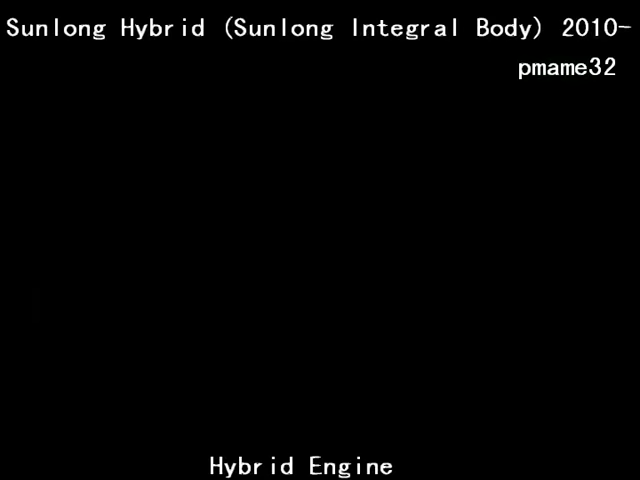 Sunlong Hybrid (Sunlong Integral Body) 2010-
pmame32
Hybrid Engine